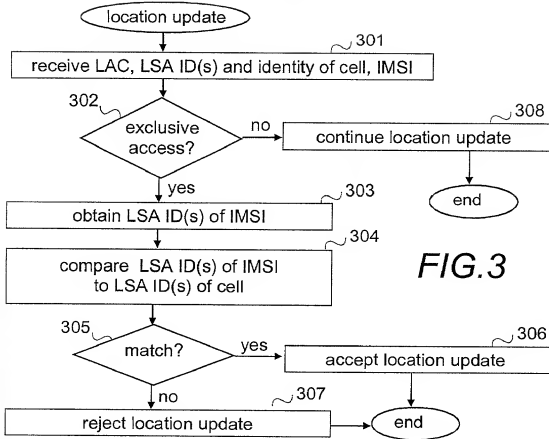 location update
301
receive LAC, LSA ID(s) and identity of cell, IMSI
302
exclusive
access?
no
308
continue location update
end
yes
303
obtain LSA ID(s) of IMSI
304
compare LSA ID(s) of IMSI
to LSA ID(s) of cell
FIG.3
305
match?
yes
306
accept location update
no
307
reject location update
end